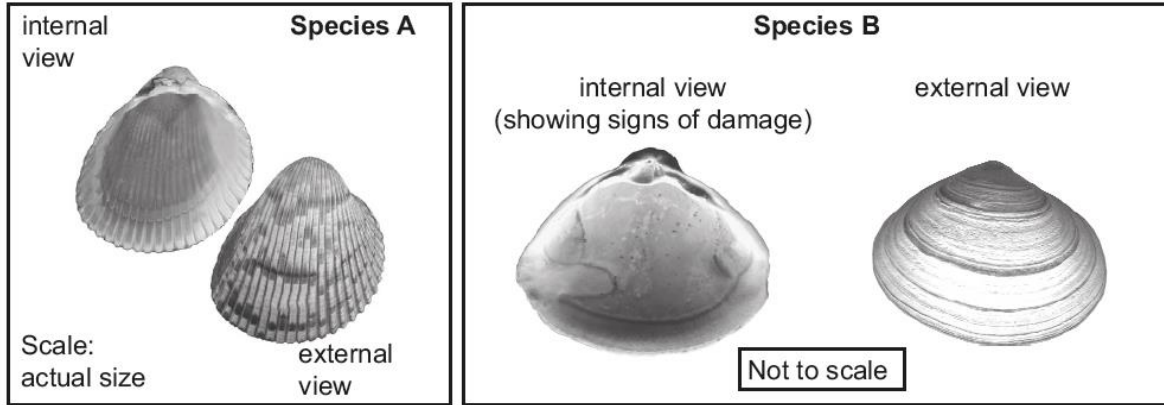 internal
view
Species A
Scale:
actual size
external
view
Species B
internal view
(showing signs of damage)
external view
Not to scale